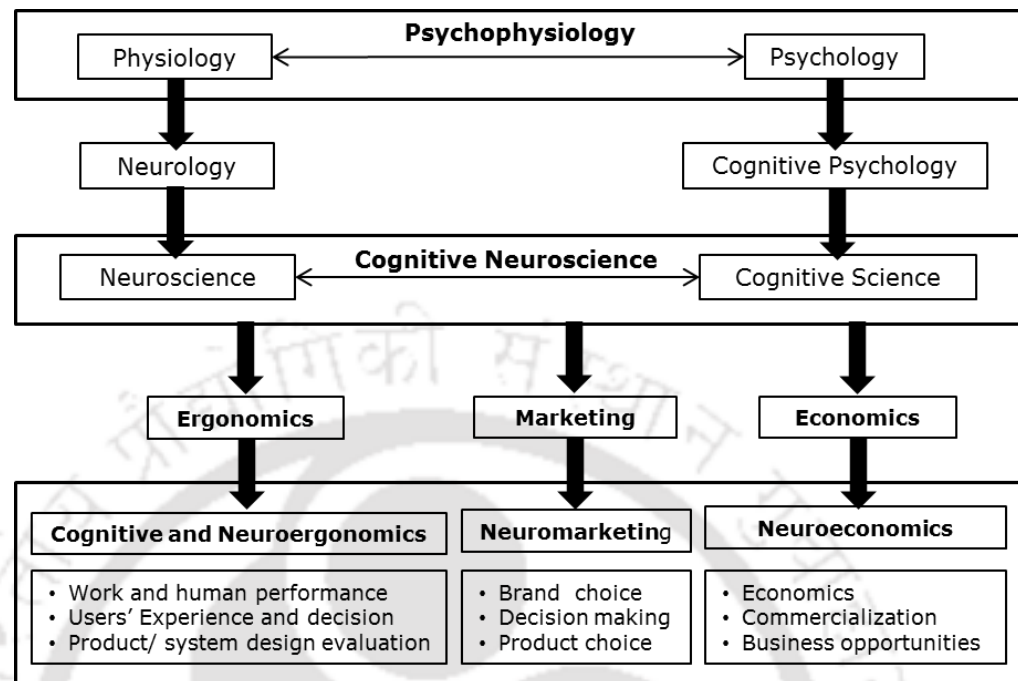 Psychophysiology
Physiology
Psychology
Neurology
Cognitive Psychology
Cognitive Neuroscience
Neuroscience
Cognitive Science
Ergonomics
Marketing
Economics
Cognitive and Neuroergonomics
Neuromarketing
Neuroeconomics
• Work and human performance
• Users’ Experience and decision
• Product/ system design evaluation
• Brand choice
• Decision making
• Product choice
• Economics
• Commercialization
• Business opportunities